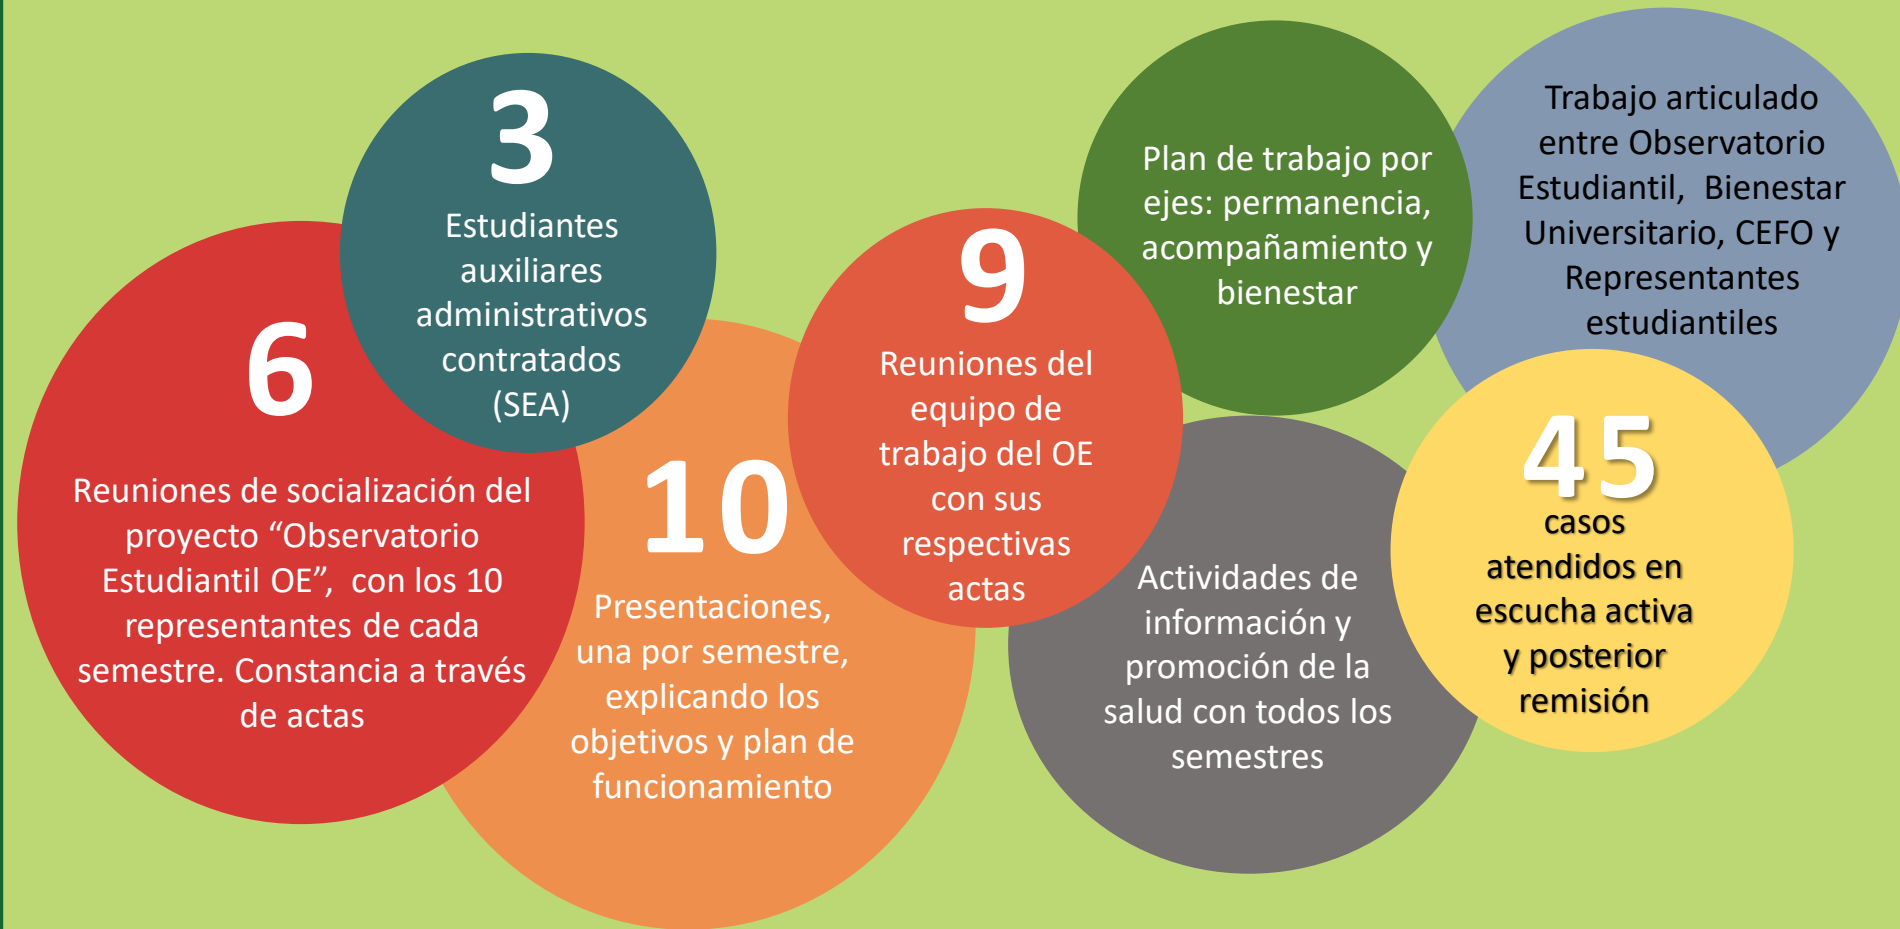 3
Estudiantes
auxiliares
administrativos
contratados
(SEA)
6
Reuniones de socialización del
proyecto “Observatorio
Estudiantil OE”, con los 10
representantes de cada
semestre. Constancia a través
de actas
10
Presentaciones,
una por semestre,
explicando los
objetivos y plan de
funcionamiento
9
Reuniones del
equipo de
trabajo del OE
con sus
respectivas
actas
Plan de trabajo por
ejes: permanencia,
acompañamiento y
bienestar
Actividades de
información y
promoción de la
salud con todos los
semestres
Trabajo articulado
entre Observatorio
Estudiantil, Bienestar
Universitario, CEFO y
Representantes
estudiantiles
45
casos
atendidos en
escucha activa
y posterior
remisión